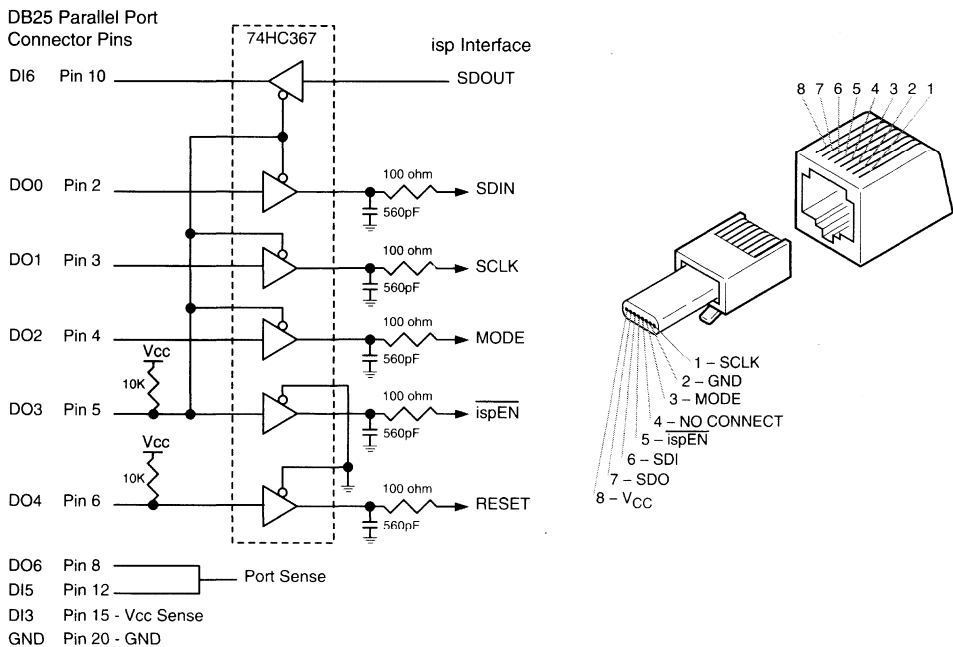 DB25 Parallel Port
Connector Pins
74HC367
isp Interface
DI6 Pin 10
SDOUT
DO0 Pin 2
100 ohm
SDIN
560pF
DO1 Pin 3
100 ohm
SCLK
560pF
DO2 Pin 4
100 ohm
MODE
560pF
Vcc
10K
DO3 Pin 5
100 ohm
ispEN
560pF
Vcc
10K
DO4 Pin 6
100 ohm
RESET
560pF
DO6 Pin 8
DI5 Pin 12
Port Sense
DI3 Pin 15 - Vcc Sense
GND Pin 20 - GND
8 7 6 5 4 3 2 1
1 – SCLK
2 – GND
3 – MODE
4 – NO CONNECT
5 – ispEN
6 – SDI
7 – SDO
8 – VCC